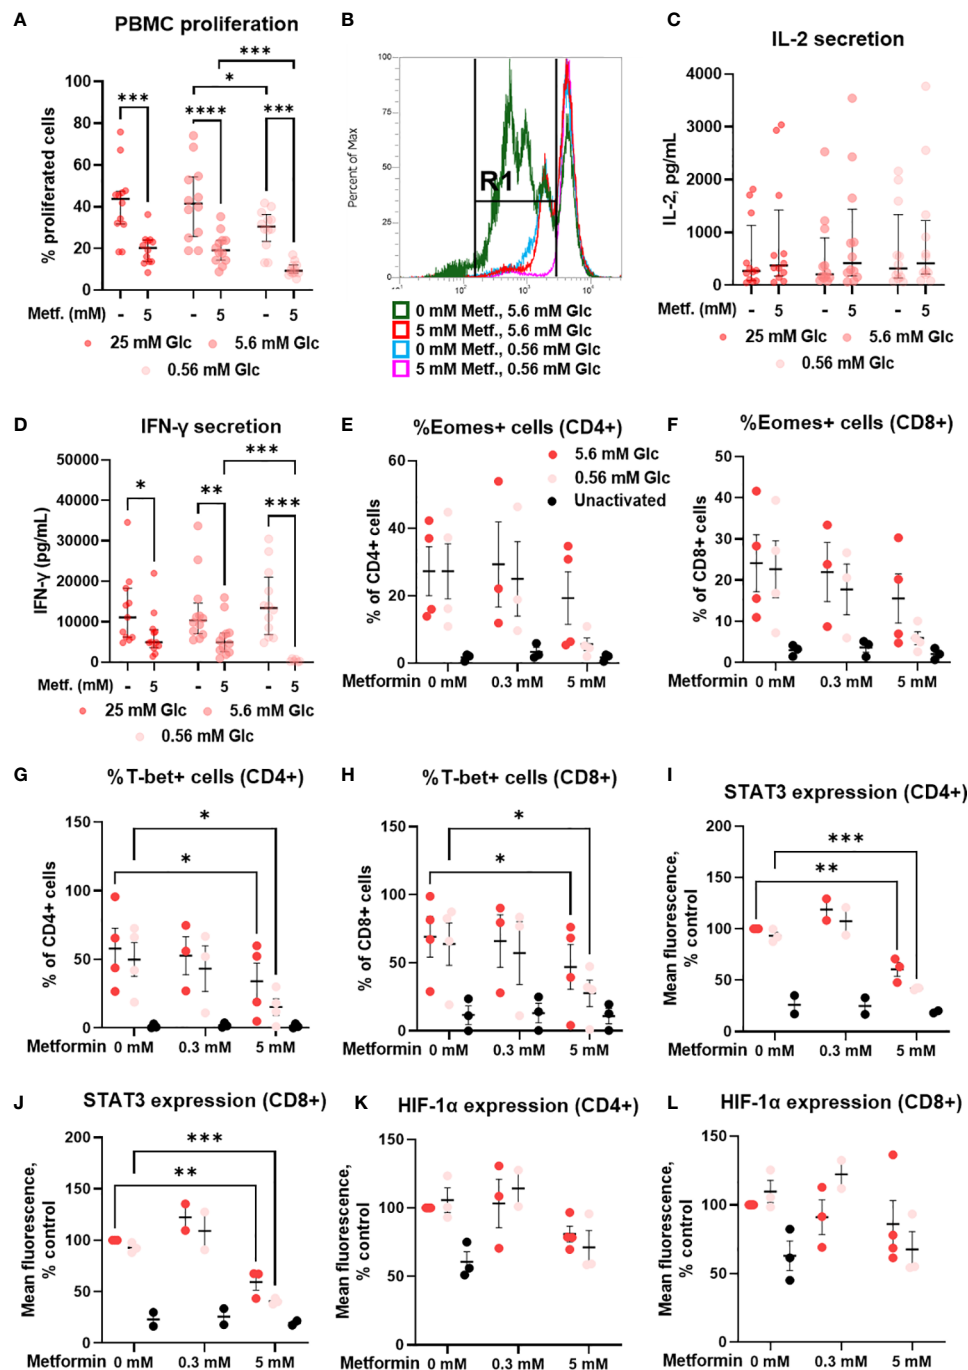 A
PBMC proliferation
***
*
***
****
***
100
80
60
40
20
0
% proliferated cells
Metf. (mM)
- 5 - 5 - 5
25 mM Glc
5.6 mM Glc
0.56 mM Glc
B
100
75
50
25
0
Percent of Max
R1
10² 10³ 10⁴
0 mM Metf., 5.6 mM Glc
5 mM Metf., 5.6 mM Glc
0 mM Metf., 0.56 mM Glc
5 mM Metf., 0.56 mM Glc
C
IL-2 secretion
4000
3000
2000
1000
0
IL-2, pg/mL
Metf. (mM)
- 5 - 5 - 5
25 mM Glc
5.6 mM Glc
0.56 mM Glc
D
IFN-γ secretion
***
* ** ***
50000
40000
30000
20000
10000
0
IFN-γ (pg/mL)
Metf. (mM)
- 5 - 5 - 5
25 mM Glc
5.6 mM Glc
0.56 mM Glc
E
%Eomes+ cells (CD4+)
5.6 mM Glc
0.56 mM Glc
Unactivated
60
40
20
0
% of CD4+ cells
Metformin 0 mM 0.3 mM 5 mM
F
%Eomes+ cells (CD8+)
50
40
30
20
10
0
% of CD8+ cells
0 mM 0.3 mM 5 mM
G
%T-bet+ cells (CD4+)
*
*
150
100
50
0
% of CD4+ cells
Metformin 0 mM 0.3 mM 5 mM
H
%T-bet+ cells (CD8+)
*
*
150
100
50
0
% of CD8+ cells
Metformin 0 mM 0.3 mM 5 mM
I
STAT3 expression (CD4+)
***
**
200
150
100
50
0
Mean fluorescence,
% control
Metformin 0 mM 0.3 mM 5 mM
J
STAT3 expression (CD8+)
***
**
200
150
100
50
0
Mean fluorescence,
% control
Metformin 0 mM 0.3 mM 5 mM
K
HIF-1α expression (CD4+)
150
100
50
0
Mean fluorescence,
% control
0 mM 0.3 mM 5 mM
L
HIF-1α expression (CD8+)
150
100
50
0
Mean fluorescence,
% control
0 mM 0.3 mM 5 mM